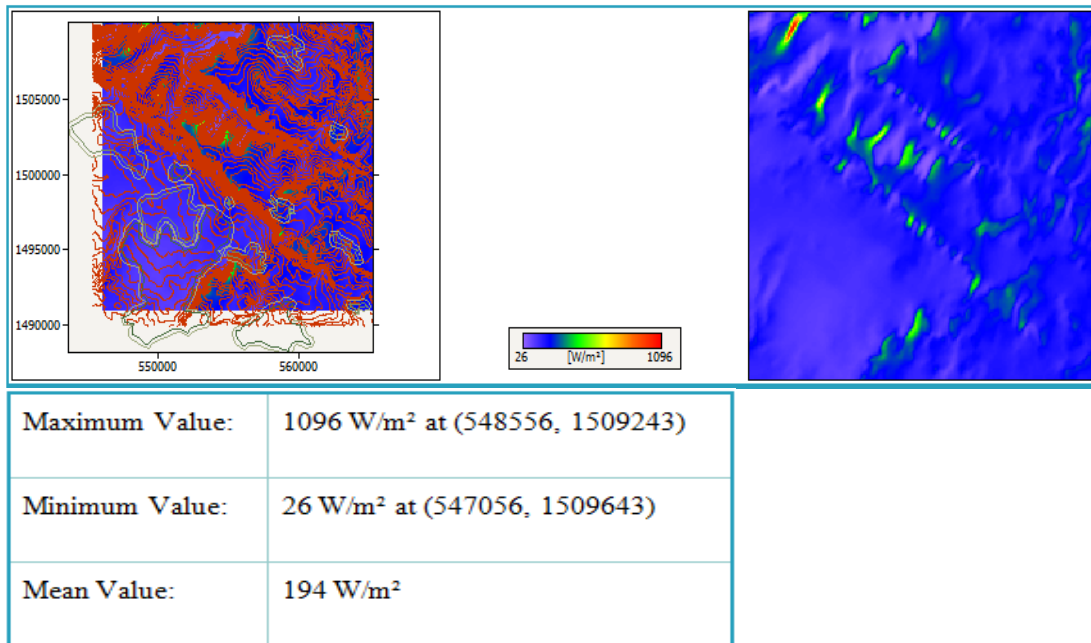 1505000
1500000
1495000
1490000
550000 560000
26 [W/m²] 1096
Maximum Value: 1096 W/m² at (548556, 1509243)
Minimum Value: 26 W/m² at (547056, 1509643)
Mean Value: 194 W/m²